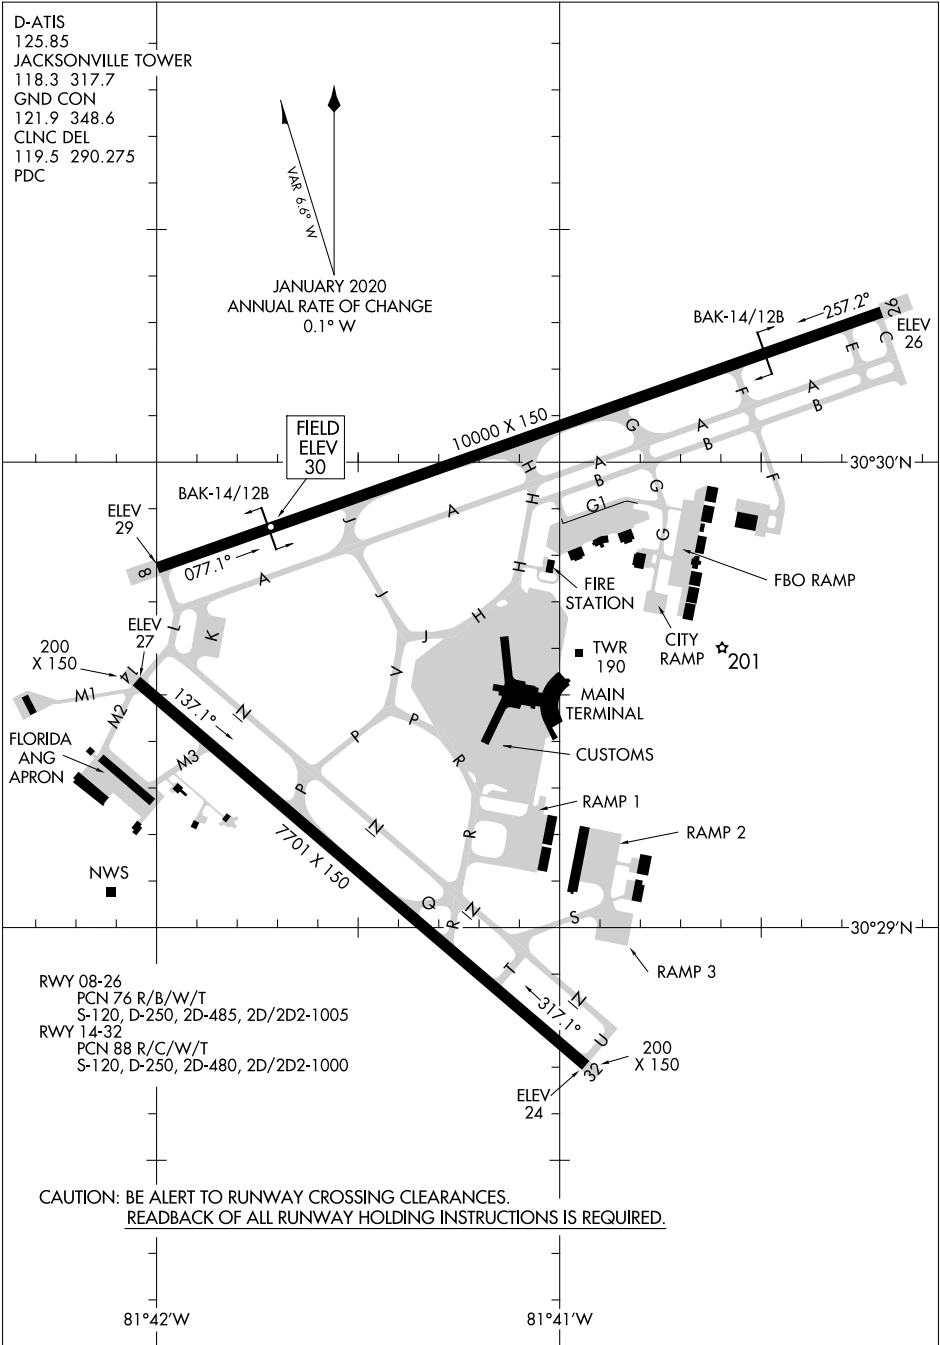 D-ATIS
125.85
JACKSONVILLE TOWER
118.3 317.7
GND CON
121.9 348.6
CLNC DEL
119.5 290.275
PDC
VAR 6.6° W
JANUARY 2020
ANNUAL RATE OF CHANGE
0.1° W
BAK-14/12B
257.2°
26
ELEV
26
C
E
A
B
F
10000 X 150
G
A
B
FIELD
ELEV
30
30°30'N
H
A
B
G
F
BAK-14/12B
H
G1
ELEV
29
J
A
G
8
077.1°
A
H
FIRE
STATION
FBO RAMP
J
H
L
K
ELEV
27
J
CITY
RAMP
201
200
X 150
TWR
190
14
V
M1
137.1°
N
MAIN
TERMINAL
M2
P
P
FLORIDA
ANG
APRON
M3
R
CUSTOMS
P
RAMP 1
7701 X 150
N
R
RAMP 2
NWS
Q
N
R
S
30°29'N
T
RAMP 3
RWY 08-26
PCN 76 R/B/W/T
S-120, D-250, 2D-485, 2D/2D2-1005
RWY 14-32
PCN 88 R/C/W/T
S-120, D-250, 2D-480, 2D/2D2-1000
317.1°
N
U
32
200
X 150
ELEV
24
CAUTION: BE ALERT TO RUNWAY CROSSING CLEARANCES.
READBACK OF ALL RUNWAY HOLDING INSTRUCTIONS IS REQUIRED.
81°42'W
81°41'W